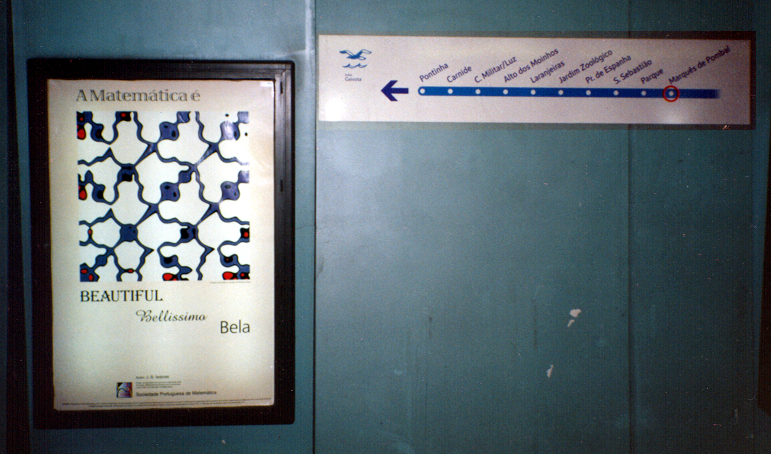 A Matemática é
BEAUTIFUL
Bellissimo
Bela
Sociedade Portuguesa de Matemática
Gaivota
Pontinha
Carnide
C. Militar/Luz
Alto dos Moinhos
Laranjeiras
Jardim Zoológico
Pr. de Espanha
S. Sebastião
Parque
Marquês de Pombal